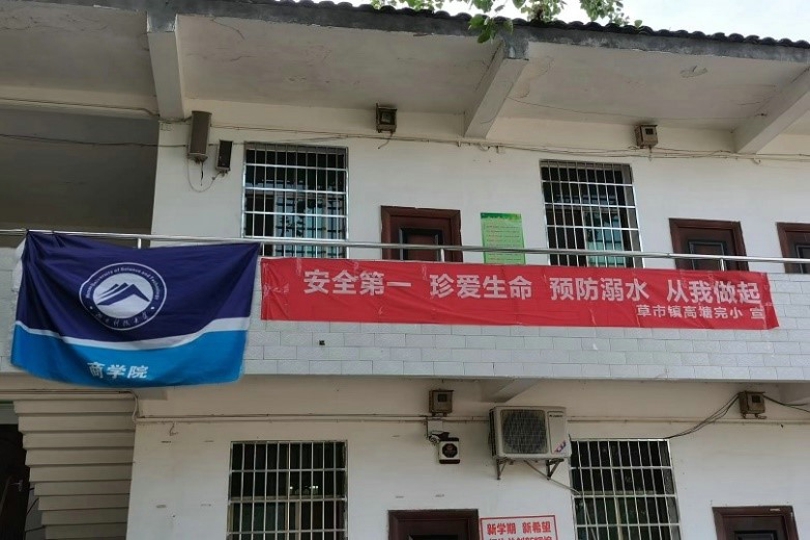 安全第一 珍爱生命 预防溺水 从我做起
草市镇高塘完小 宣
商学院
新学期 新希望